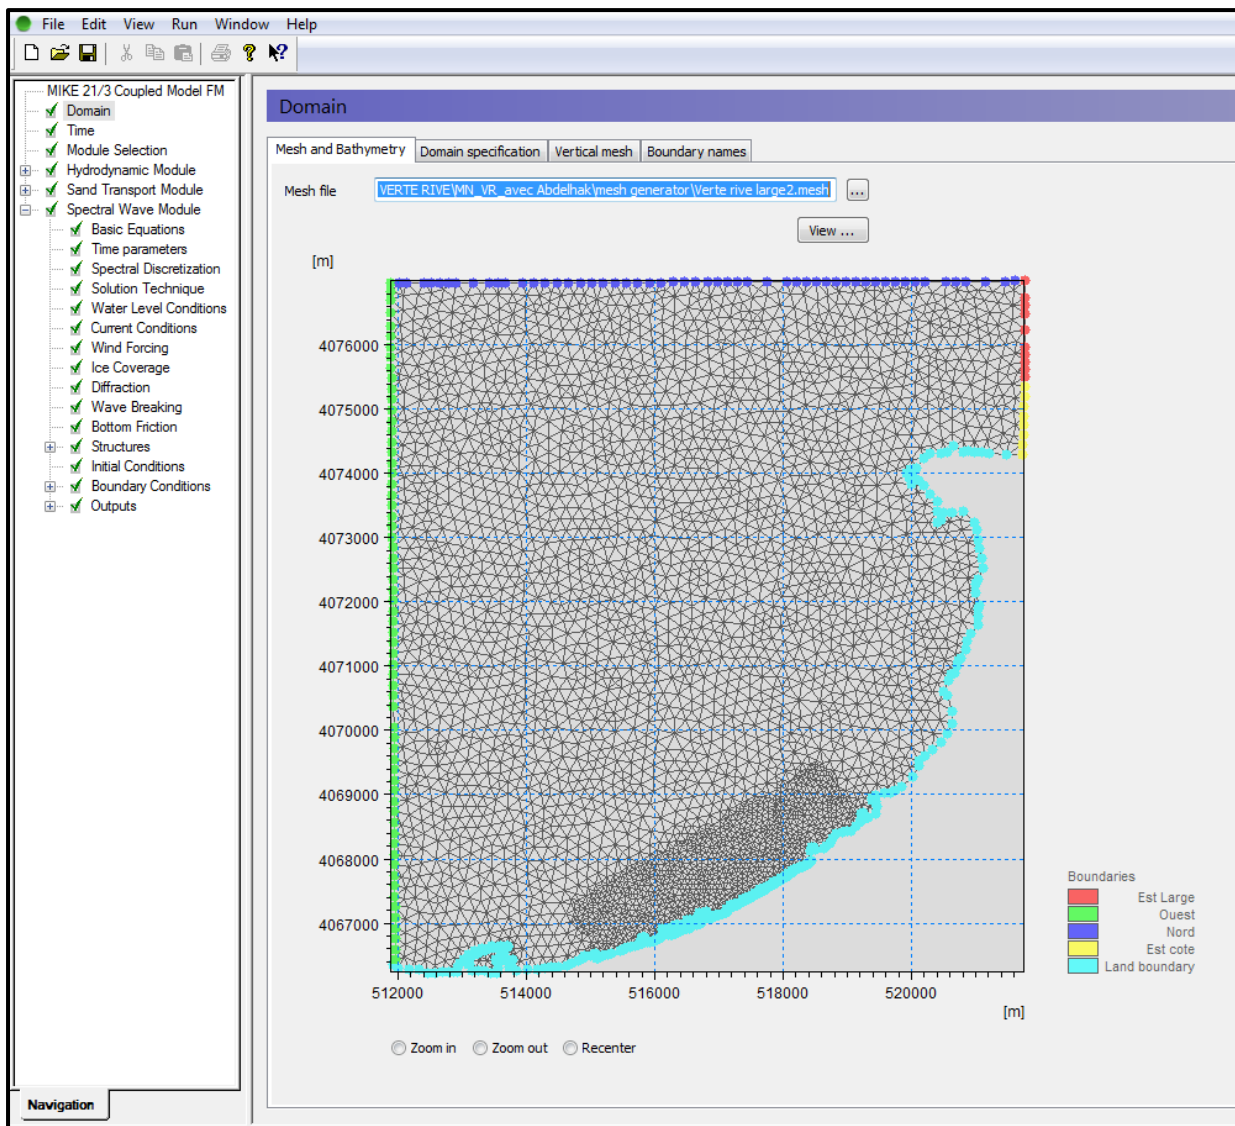 File Edit View Run Window Help
MIKE 21/3 Coupled Model FM
Domain
Time
Module Selection
Hydrodynamic Module
Sand Transport Module
Spectral Wave Module
Basic Equations
Time parameters
Spectral Discretization
Solution Technique
Water Level Conditions
Current Conditions
Wind Forcing
Ice Coverage
Diffraction
Wave Breaking
Bottom Friction
Structures
Initial Conditions
Boundary Conditions
Outputs
Navigation
Domain
Mesh and Bathymetry Domain specification Vertical mesh Boundary names
Mesh file VERTE RIVE\MN_VR_avec Abdelhak\mesh generator\Verte rive large2.mesh ...
View ...
[m]
4076000
4075000
4074000
4073000
4072000
4071000
4070000
4069000
4068000
4067000
512000 514000 516000 518000 520000
[m]
Boundaries
Est Large
Ouest
Nord
Est cote
Land boundary
Zoom in Zoom out Recenter